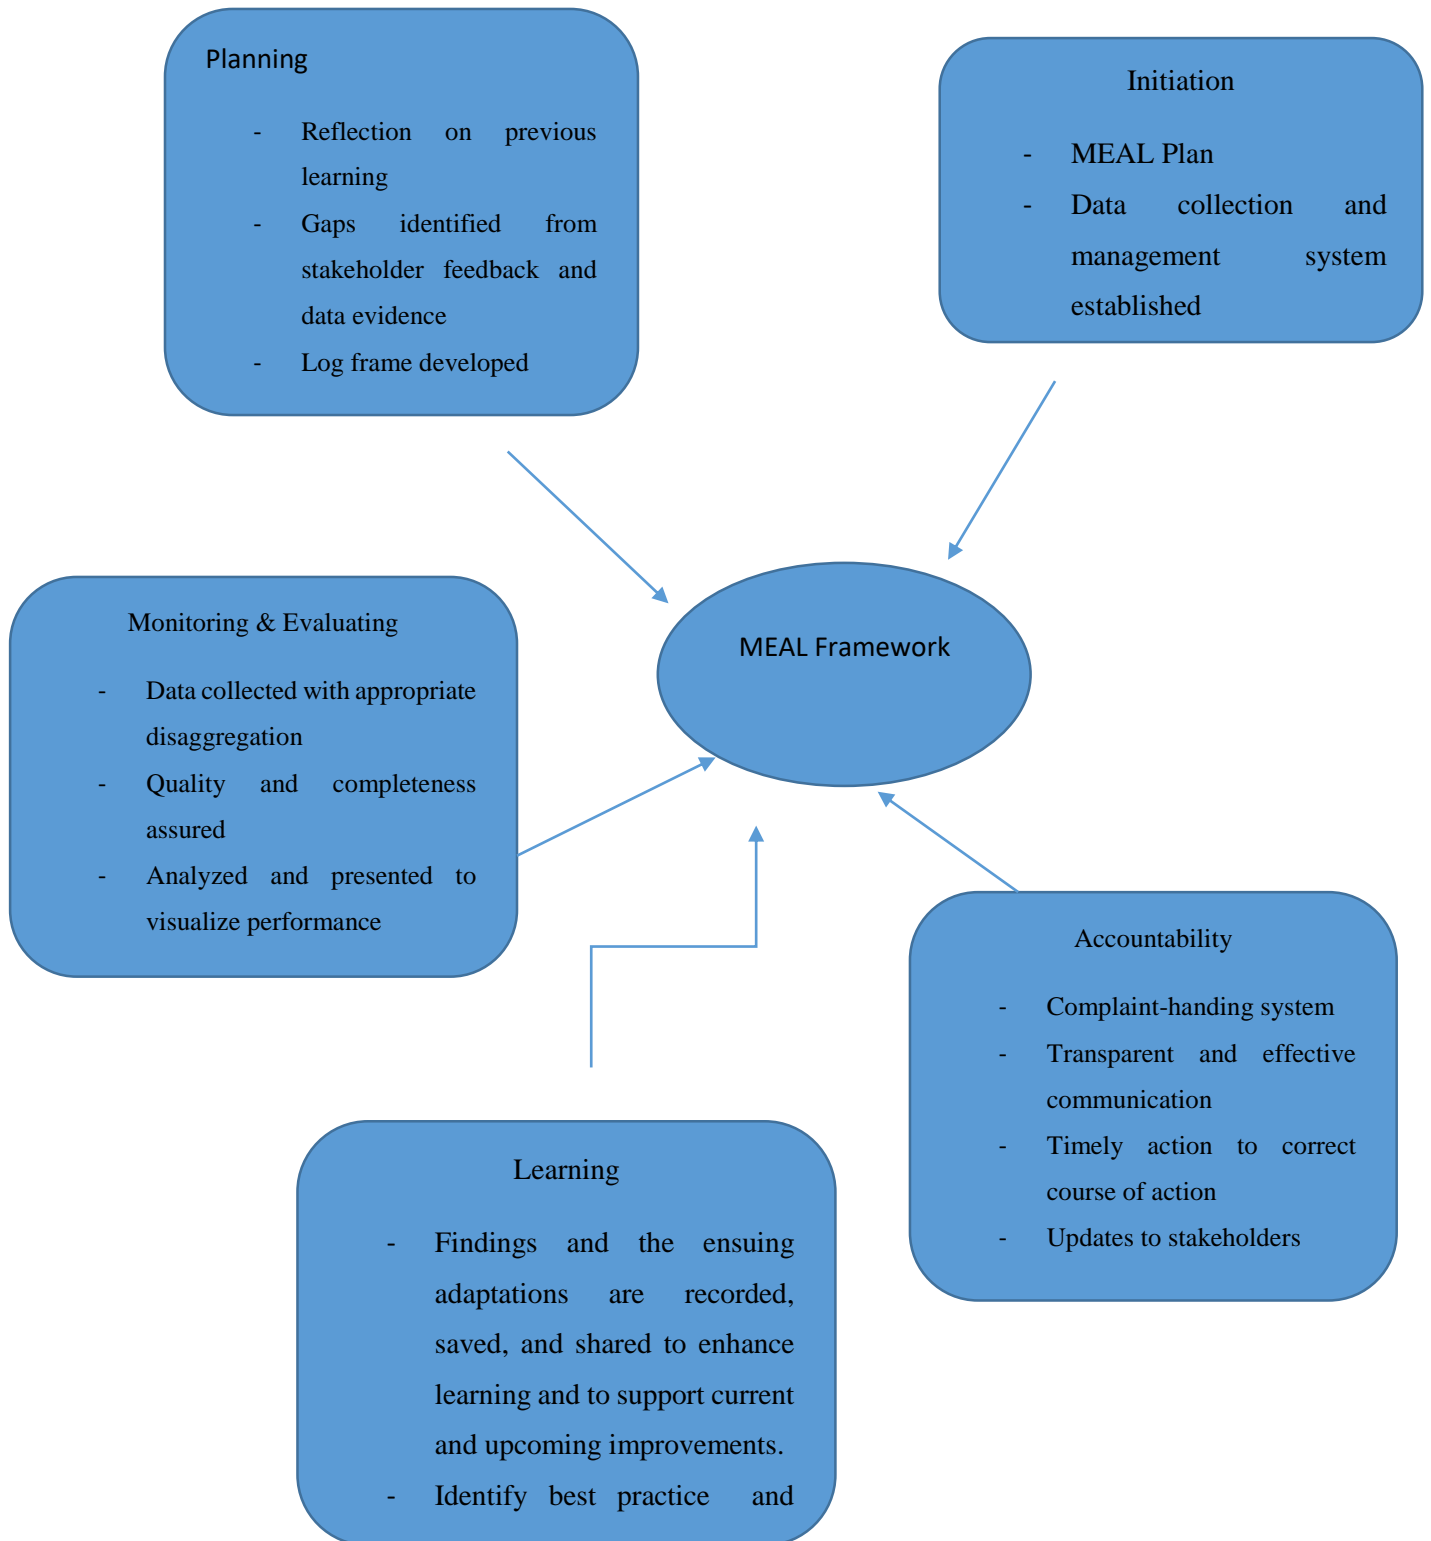 Planning
- Reflection on previous
learning
- Gaps identified from
stakeholder feedback and
data evidence
- Log frame developed
Initiation
- MEAL Plan
- Data collection and
management system
established
Monitoring & Evaluating
- Data collected with appropriate
disaggregation
- Quality and completeness
assured
- Analyzed and presented to
visualize performance
MEAL Framework
Accountability
- Complaint-handing system
- Transparent and effective
communication
- Timely action to correct
course of action
- Updates to stakeholders
Learning
- Findings and the ensuing
adaptations are recorded,
saved, and shared to enhance
learning and to support current
and upcoming improvements.
- Identify best practice and